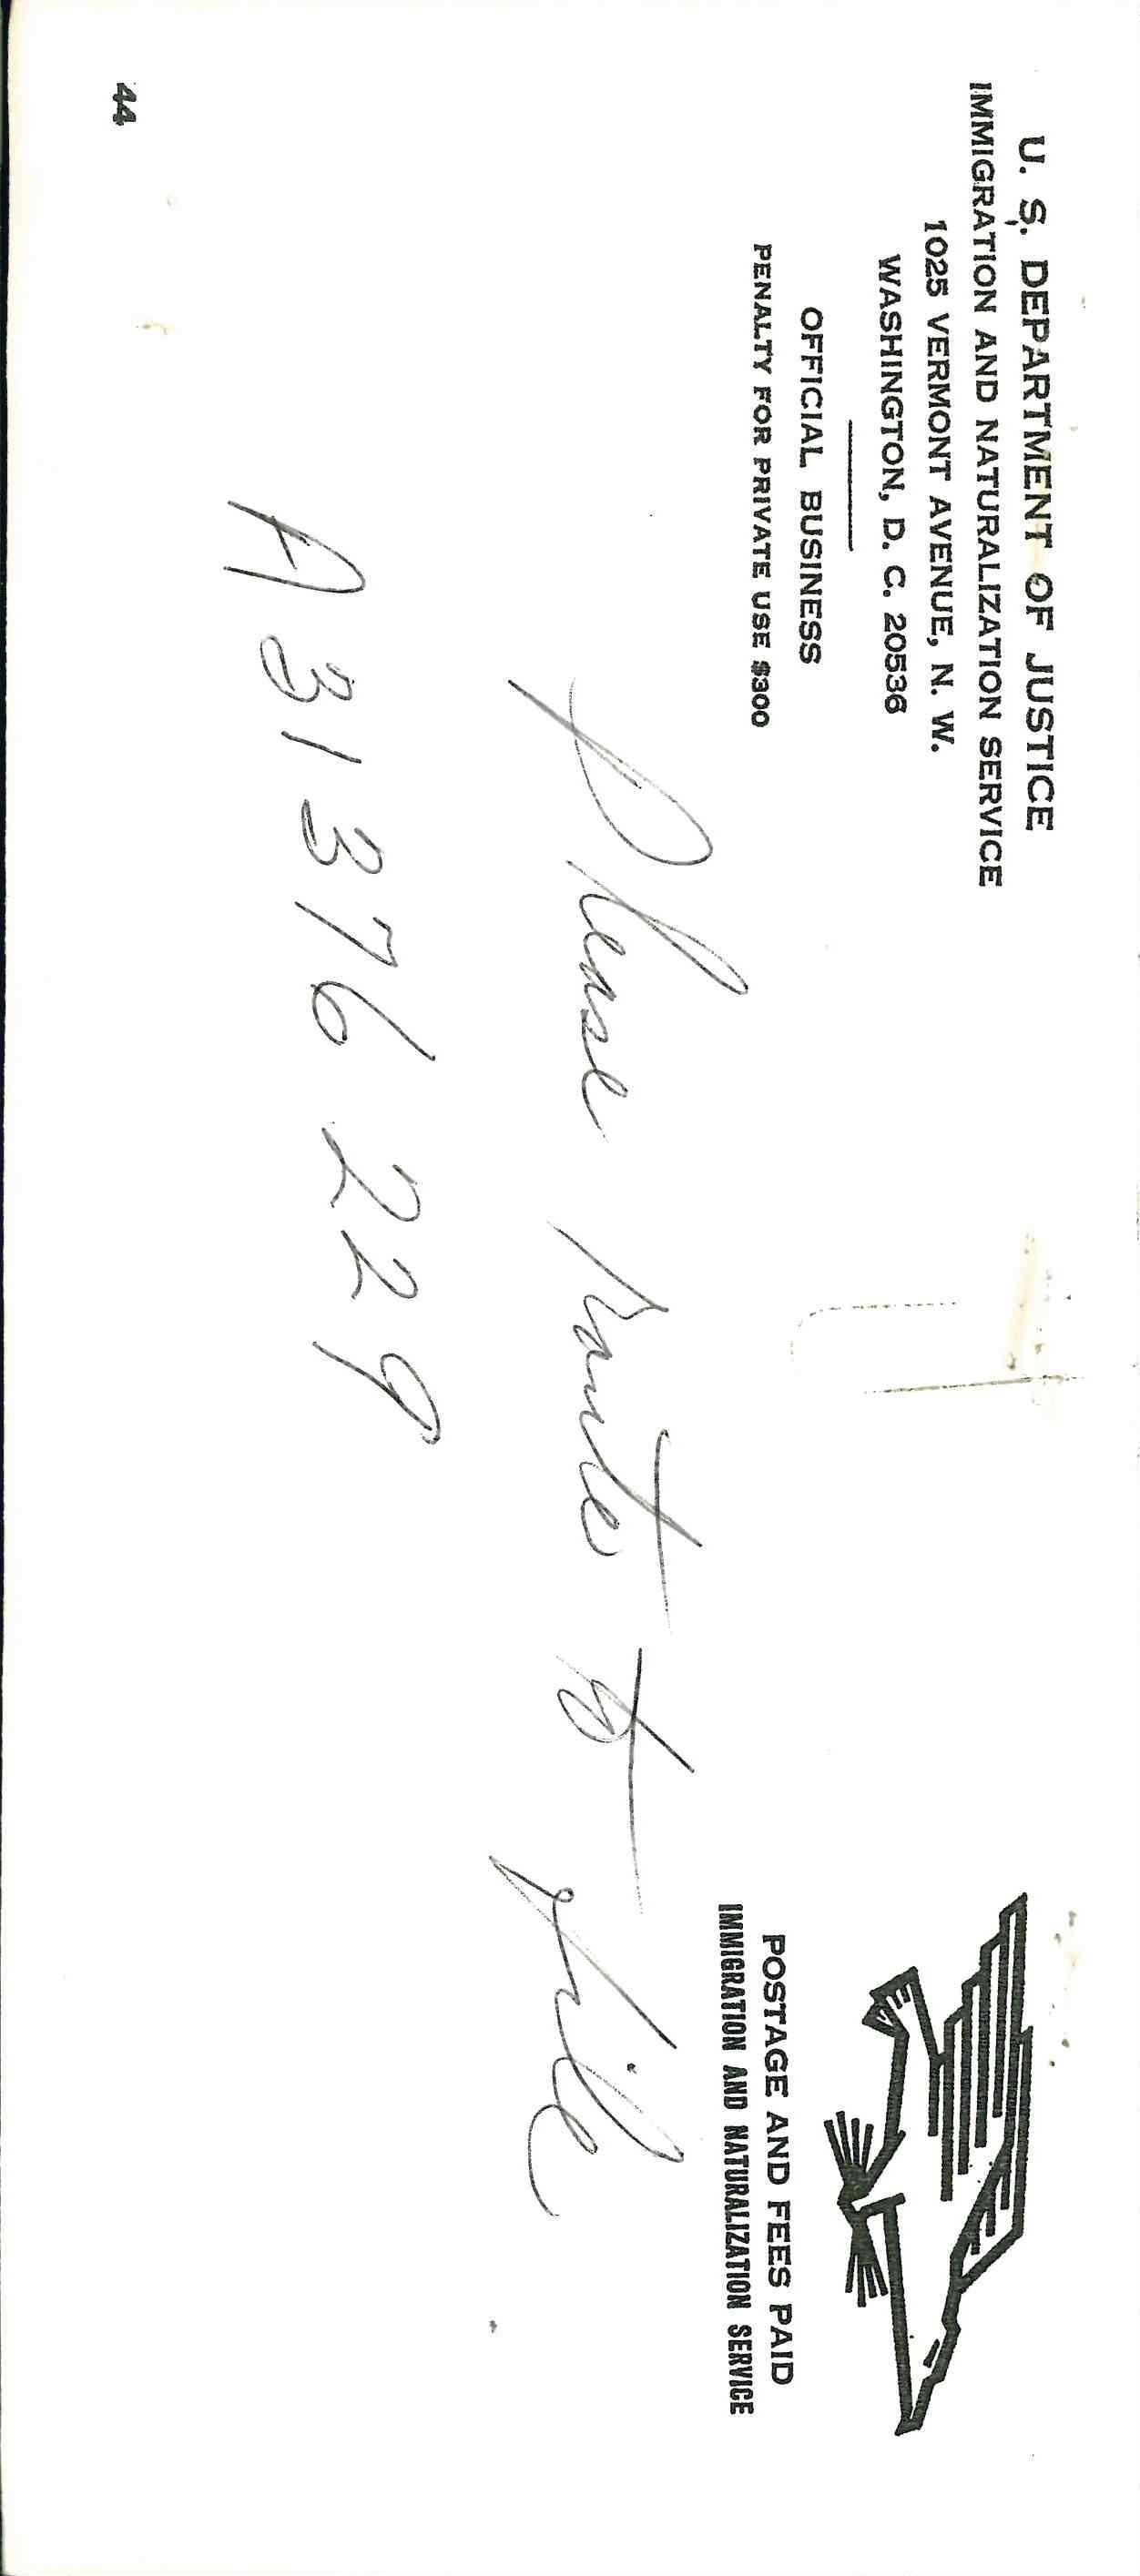 U. S. DEPARTMENT OF JUSTICE
IMMIGRATION AND NATURALIZATION SERVICE
1025 VERMONT AVENUE, N. W.
WASHINGTON, D. C. 20536
OFFICIAL BUSINESS
PENALTY FOR PRIVATE USE $300
POSTAGE AND FEES PAID
IMMIGRATION AND NATURALIZATION SERVICE
Please route to file
A31 376 229
44